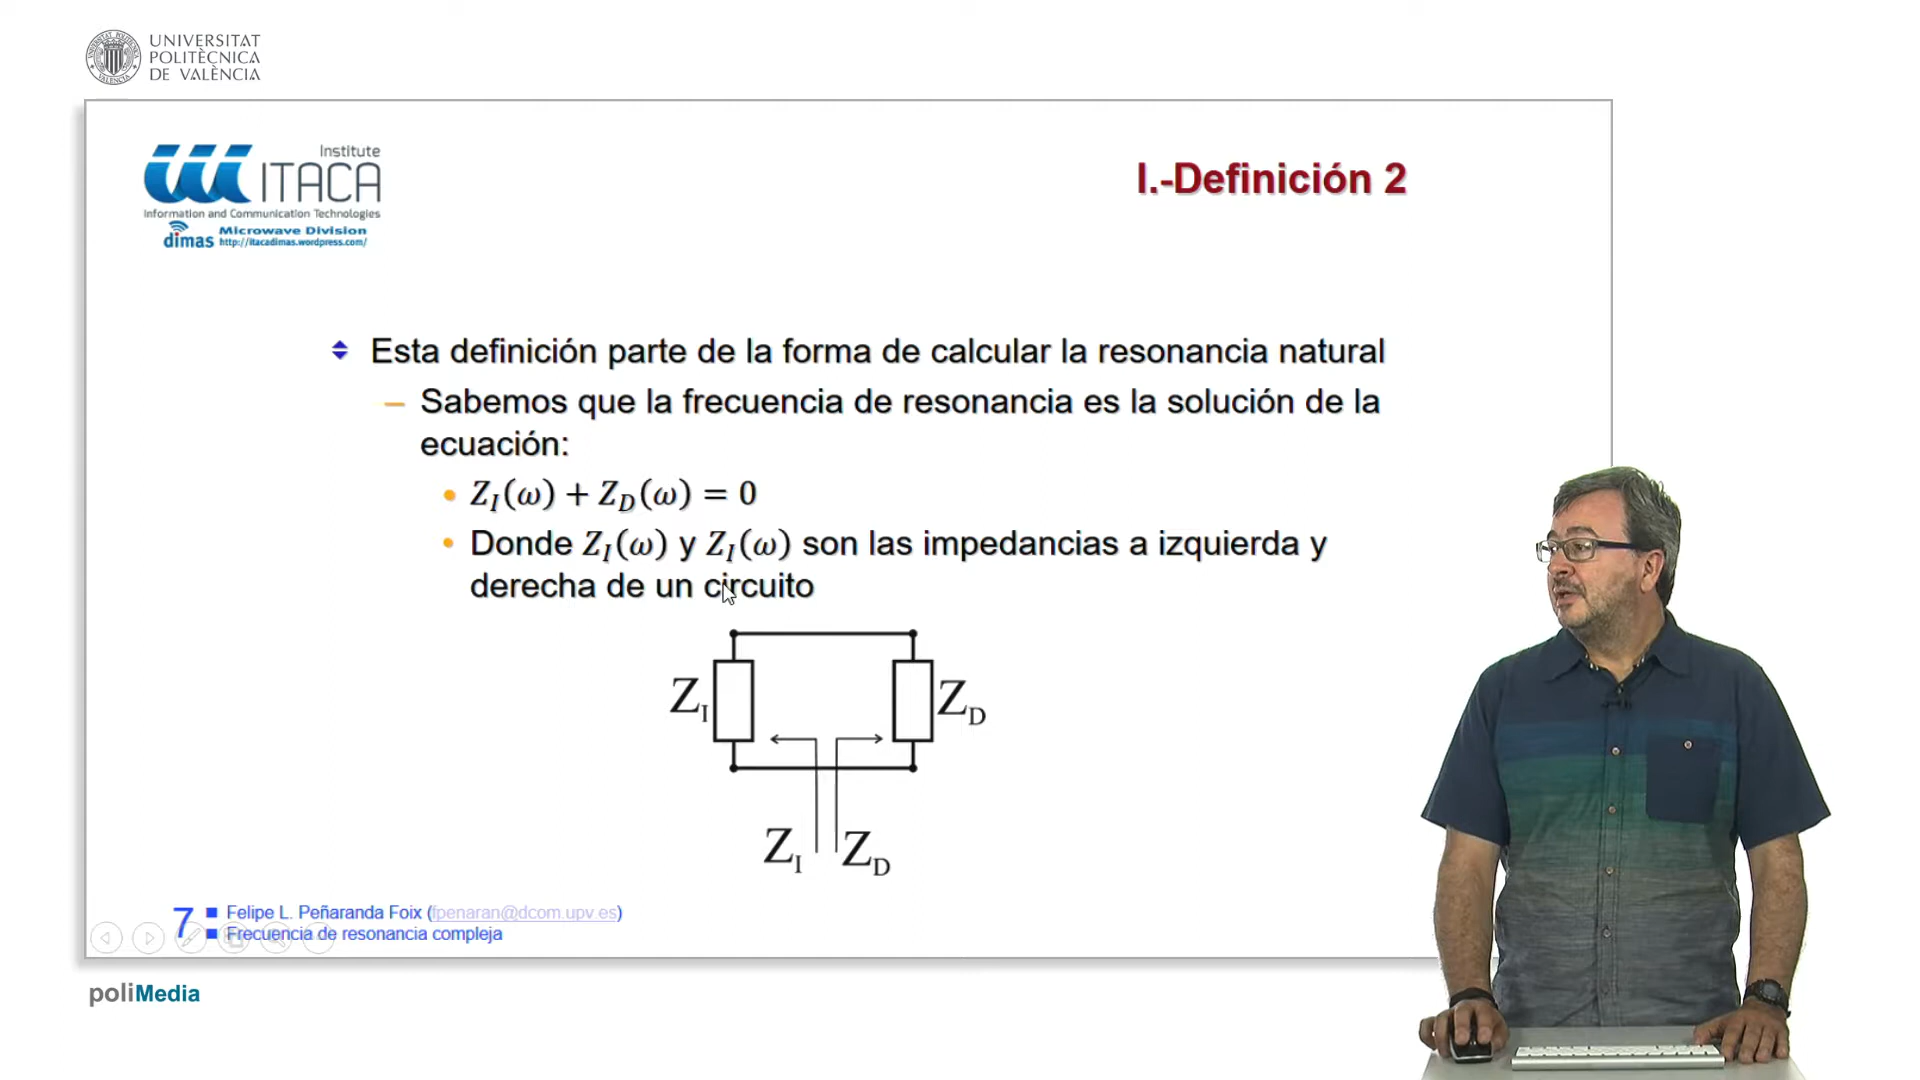 UNIVERSITAT
POLITÈCNICA
DE VALÈNCIA
Institute
ITACA
Information and Communication Technologies
dimas Microwave Division
http://itacadimas.wordpress.com/
I.-Definición 2
Esta definición parte de la forma de calcular la resonancia natural
– Sabemos que la frecuencia de resonancia es la solución de la
ecuación:
• Z_I(ω) + Z_D(ω) = 0
• Donde Z_I(ω) y Z_I(ω) son las impedancias a izquierda y
derecha de un circuito
Z_I Z_D
Z_I Z_D
7
Felipe L. Peñaranda Foix (fpenaran@dcom.upv.es)
Frecuencia de resonancia compleja
poliMedia